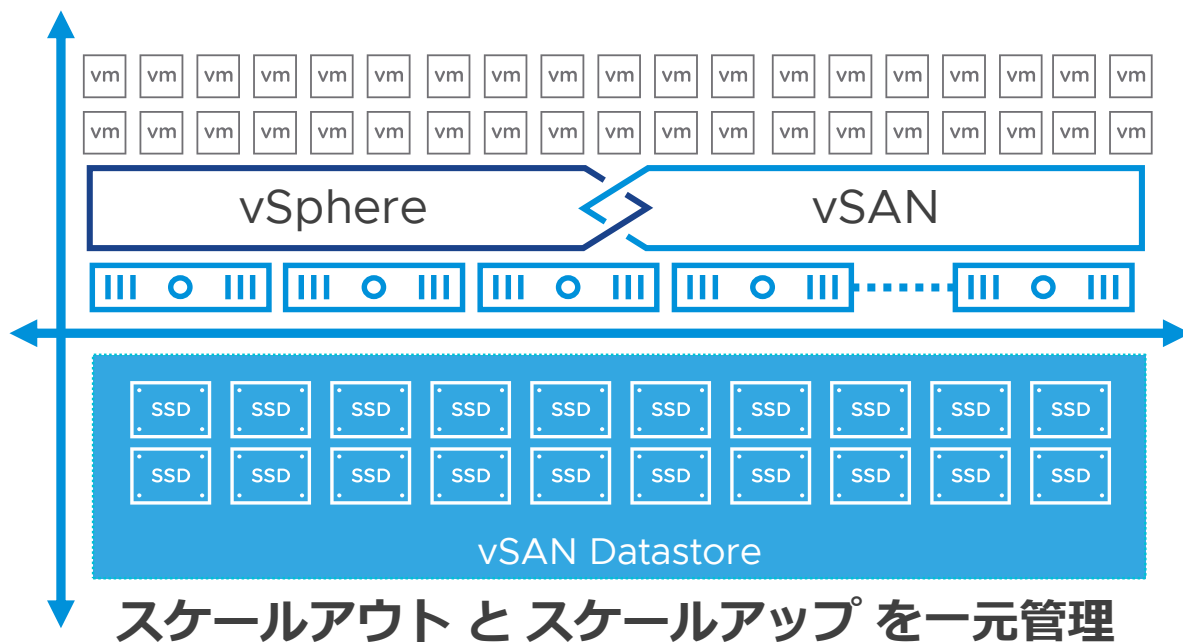 vm vm vm vm vm vm vm vm vm vm vm vm vm vm vm vm vm vm vm
vm vm vm vm vm vm vm vm vm vm vm vm vm vm vm vm vm vm vm
vSphere vSAN
SSD SSD SSD SSD SSD SSD SSD SSD SSD SSD
SSD SSD SSD SSD SSD SSD SSD SSD SSD SSD
vSAN Datastore
スケールアウト と スケールアップ を一元管理